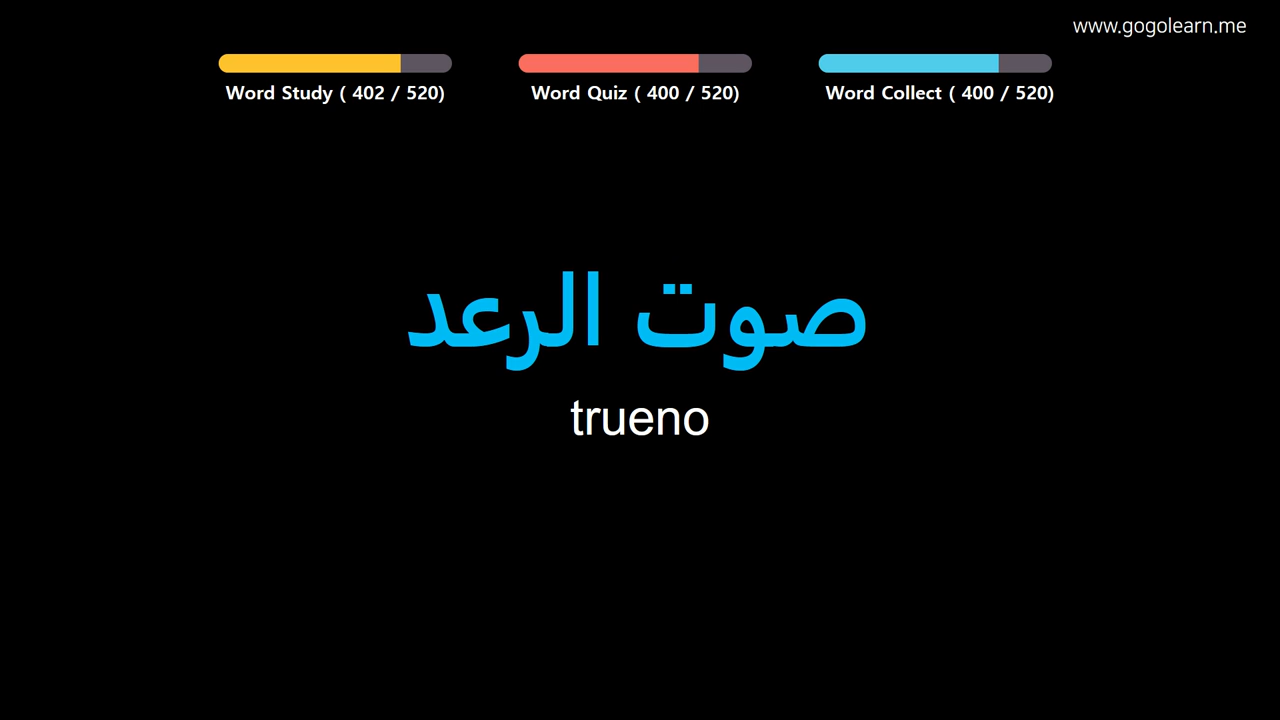 www.gogolearn.me
Word Study ( 402 / 520)
Word Quiz ( 400 / 520)
Word Collect ( 400 / 520)
صوت الرعد
trueno